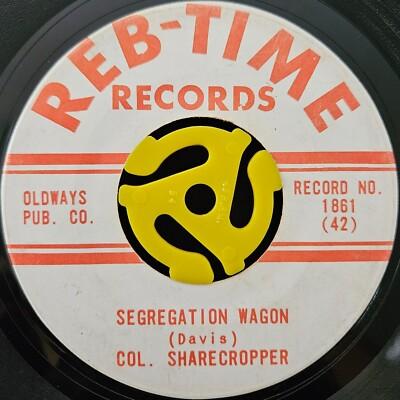 REB-TIME
RECORDS
OLDWAYS
PUB. CO.
RECORD NO.
1861
(42)
SEGREGATION WAGON
(Davis)
COL. SHARECROPPER